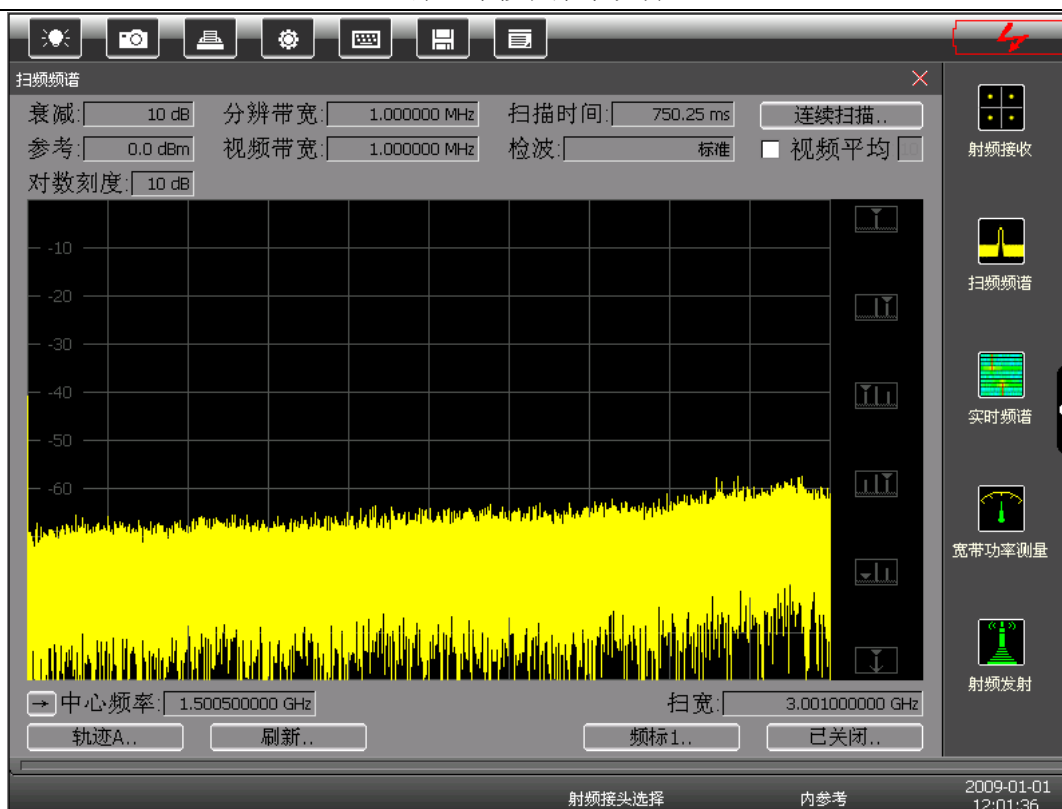 扫频频谱
衰减: 10 dB 分辨带宽: 1.000000 MHz 扫描时间: 750.25 ms 连续扫描..
参考: 0.0 dBm 视频带宽: 1.000000 MHz 检波: 标准 视频平均
对数刻度: 10 dB
-10
-20
-30
-40
-50
-60
→ 中心频率: 1.500500000 GHz 扫宽: 3.001000000 GHz
轨迹A.. 刷新.. 频标1.. 已关闭..
射频接收
扫频频谱
实时频谱
宽带功率测量
射频发射
射频接头选择 内参考 2009-01-01
12:01:36